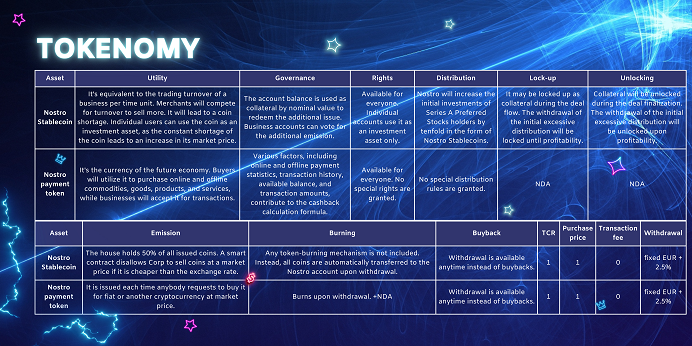 TOKENOMY
Asset
Utility
Governance
Rights
Distribution
Lock-up
Unlocking
Nostro
Stablecoin
It's equivalent to the trading turnover of a
business per time unit. Merchants will compete
for turnover to sell more. It will lead to a coin
shortage. Individual users can use the coin as an
investment asset, as the constant shortage of
the coin leads to an increase in its market price.
The account balance is used as
collateral by nominal value to
redeem the additional issue.
Business accounts can vote for
the additional emission.
Available for
everyone.
Individual
accounts use it as
an investment
asset only.
Nostro will increase the
initial investments of
Series A Preferred
Stocks holders by
tenfold in the form of
Nostro Stablecoins.
It may be locked up as
collateral during the deal
flow. The withdrawal of
the initial excessive
distribution will be
locked until profitability.
Collateral will be unlocked
during the deal finalization.
The withdrawal of the initial
excessive distribution will
be unlocked upon
profitability.
Nostro
payment
token
It's the currency of the future economy. Buyers
will utilize it to purchase online and offline
commodities, goods, products, and services,
while businesses will accept it for transactions.
Various factors, including
online and offline payment
statistics, transaction history,
available balance, and
transaction amounts,
contribute to the cashback
calculation formula.
Available for
everyone. No
special rights are
granted.
No special distribution
rules are granted.
NDA
NDA
Asset
Emission
Burning
Buyback
TCR
Purchase
price
Transaction
fee
Withdrawal
Nostro
Stablecoin
The house holds 50% of all issued coins. A smart
contract disallows Corp to sell coins at a market
price if it is cheaper than the exchange rate.
Any token-burning mechanism is not included.
Instead, all coins are automatically transferred to the
Nostro account upon withdrawal.
Withdrawal is available
anytime instead of buybacks.
1
1
0
fixed EUR +
2.5%
Nostro
payment
token
It is issued each time anybody requests to buy it
for fiat or another cryptocurrency at market
price.
Burns upon withdrawal. +NDA
Withdrawal is available
anytime instead of buybacks.
1
1
0
fixed EUR +
2.5%